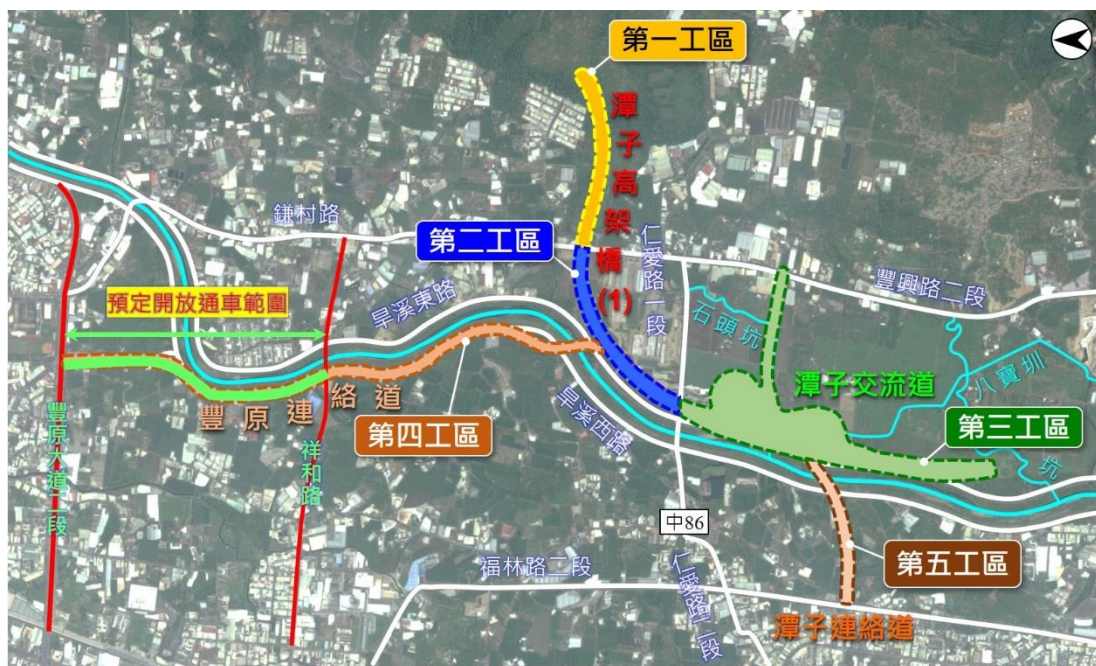 第一工區
潭子高架橋(1)
鎌村路
第二工區
仁愛路一段
豐興路二段
預定開放通車範圍
旱溪東路
石頭坑
八寶圳
潭子交流道
豐原連絡道
第四工區
旱溪西路
第三工區
坑
豐原大道二段
祥和路
中86
福林路二段
仁愛路二段
第五工區
潭子連絡道